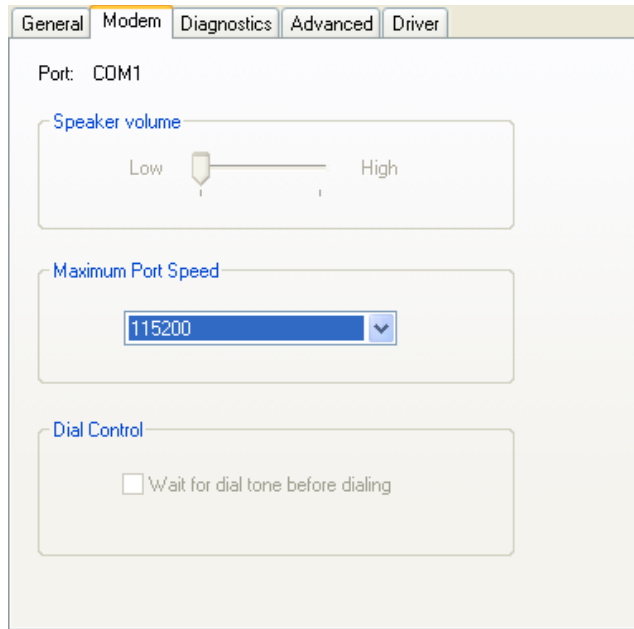 General Modem Diagnostics Advanced Driver
Port: COM1
Speaker volume
Low High
Maximum Port Speed
115200
Dial Control
Wait for dial tone before dialing